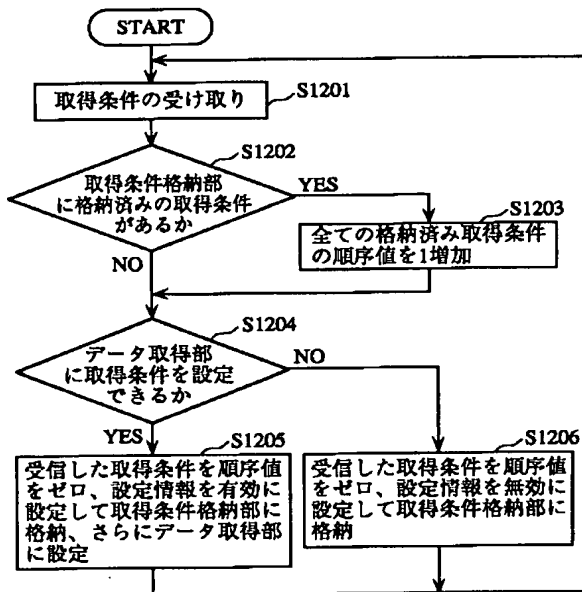 START
取得条件の受け取り
S1201
S1202
取得条件格納部
に格納済みの取得条件
があるか
YES
S1203
全ての格納済み取得条件
の順序値を1増加
NO
S1204
データ取得部
に取得条件を設定
できるか
NO
YES
S1205
受信した取得条件を順序値
をゼロ、設定情報を有効に
設定して取得条件格納部に
格納、さらにデータ取得部
に設定
S1206
受信した取得条件を順序値
をゼロ、設定情報を無効に
設定して取得条件格納部に
格納